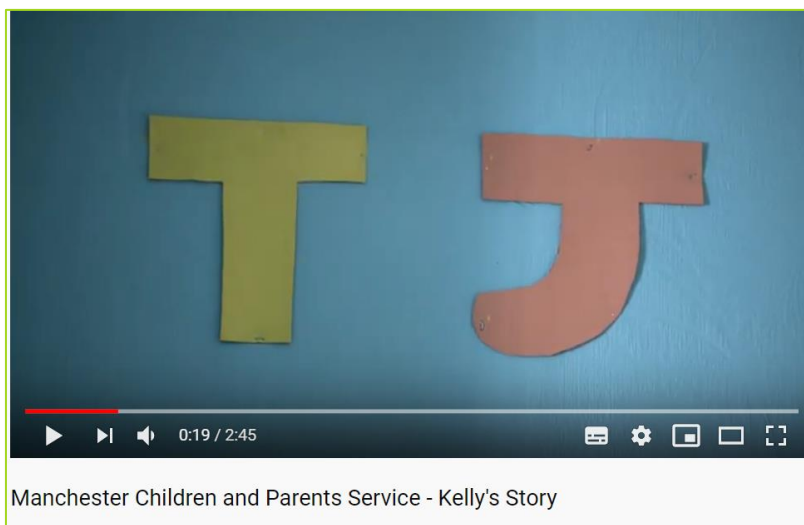 T J
0:19 / 2:45
Manchester Children and Parents Service - Kelly's Story